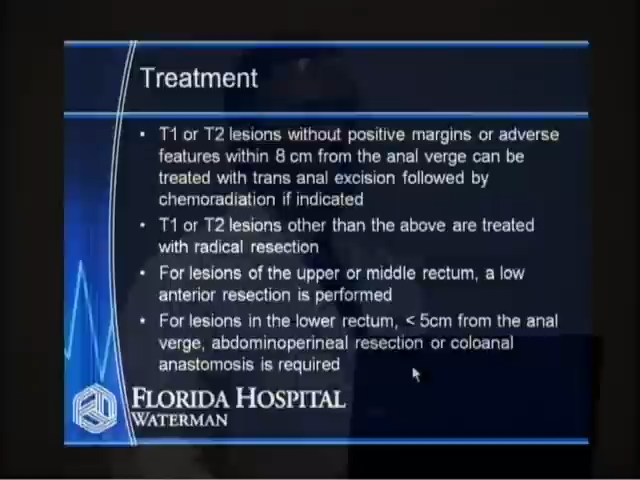 Treatment
• T1 or T2 lesions without positive margins or adverse
features within 8 cm from the anal verge can be
treated with trans anal excision followed by
chemoradiation if indicated
• T1 or T2 lesions other than the above are treated
with radical resection
• For lesions of the upper or middle rectum, a low
anterior resection is performed
• For lesions in the lower rectum, < 5cm from the anal
verge, abdominoperineal resection or coloanal
anastomosis is required
FLORIDA HOSPITAL
WATERMAN